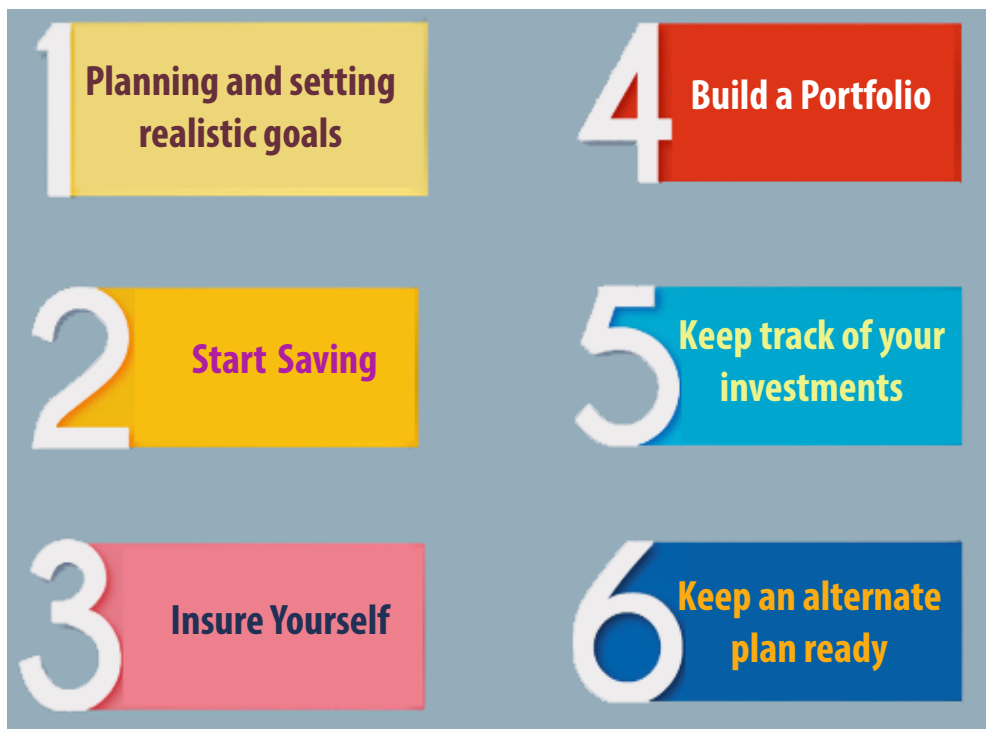 1
Planning and setting
realistic goals
2
Start Saving
3
Insure Yourself
4
Build a Portfolio
5
Keep track of your
investments
6
Keep an alternate
plan ready